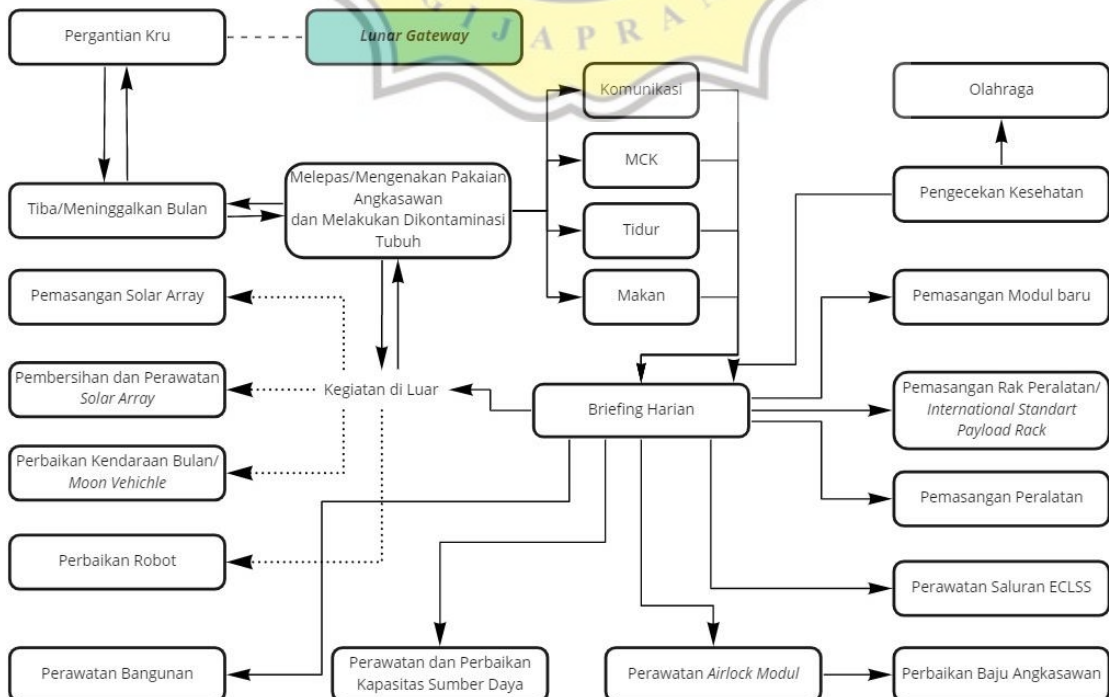 GIJAPRAN
Pergantian Kru
Lunar Gateway
Komunikasi
Olahraga
MCK
Pengecekan Kesehatan
Tiba/Meninggalkan Bulan
Melepas/Mengenakan Pakaian
Angkasawan
dan Melakukan Dikontaminasi
Tubuh
Tidur
Makan
Pemasangan Solar Array
Pemasangan Modul baru
Pembersihan dan Perawatan
Solar Array
Kegiatan di Luar
Briefing Harian
Pemasangan Rak Peralatan/
International Standart
Payload Rack
Perbaikan Kendaraan Bulan/
Moon Vehichle
Pemasangan Peralatan
Perbaikan Robot
Perawatan Saluran ECLSS
Perawatan Bangunan
Perawatan dan Perbaikan
Kapasitas Sumber Daya
Perawatan Airlock Modul
Perbaikan Baju Angkasawan